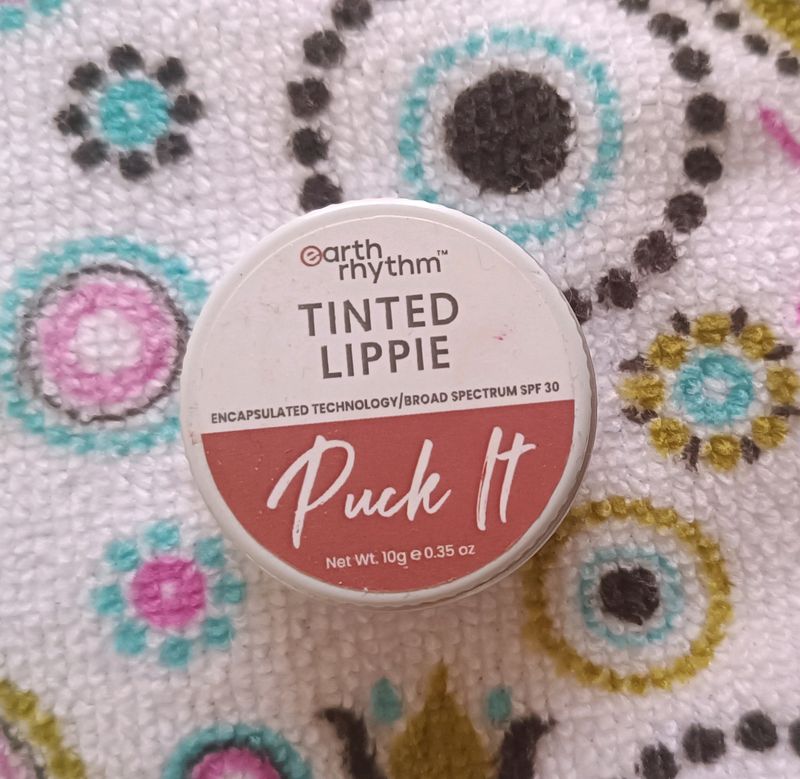 earth
rhythm™
TINTED
LIPPIE
ENCAPSULATED TECHNOLOGY/BROAD SPECTRUM SPF 30
Puck It
Net Wt. 10g e 0.35 oz